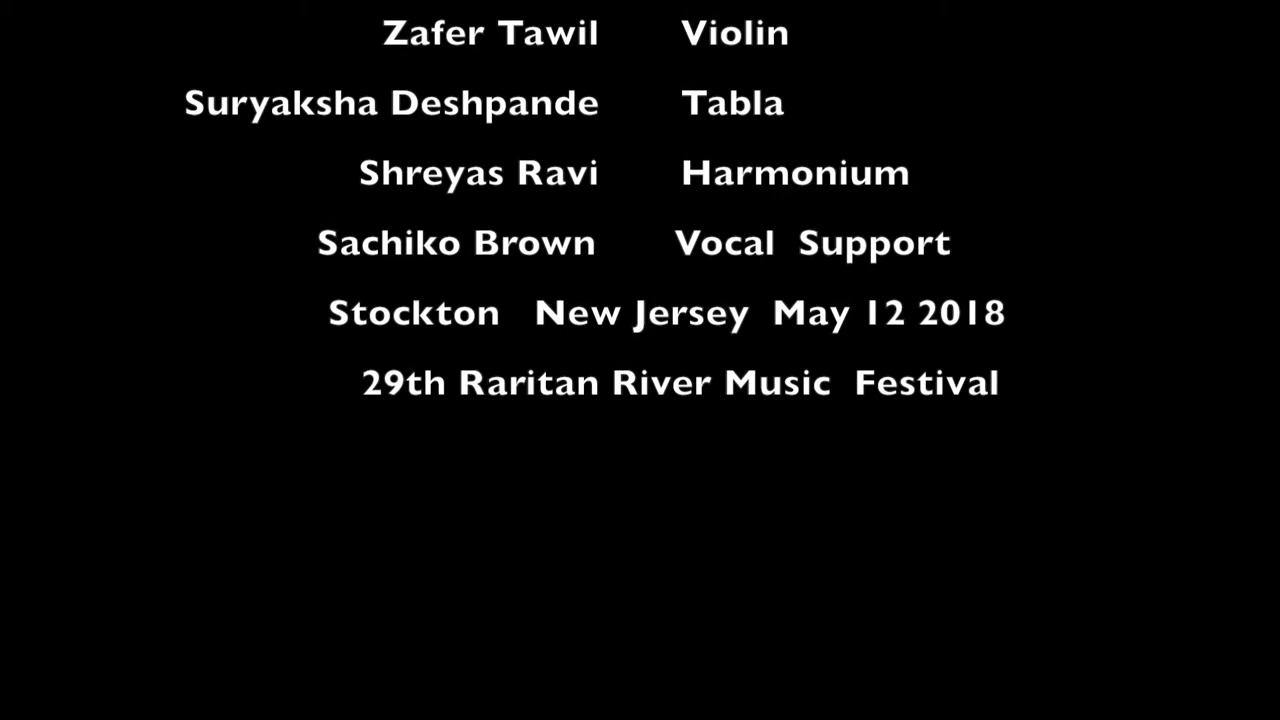 Zafer Tawil Violin
Suryaksha Deshpande Tabla
Shreyas Ravi Harmonium
Sachiko Brown Vocal Support
Stockton New Jersey May 12 2018
29th Raritan River Music Festival